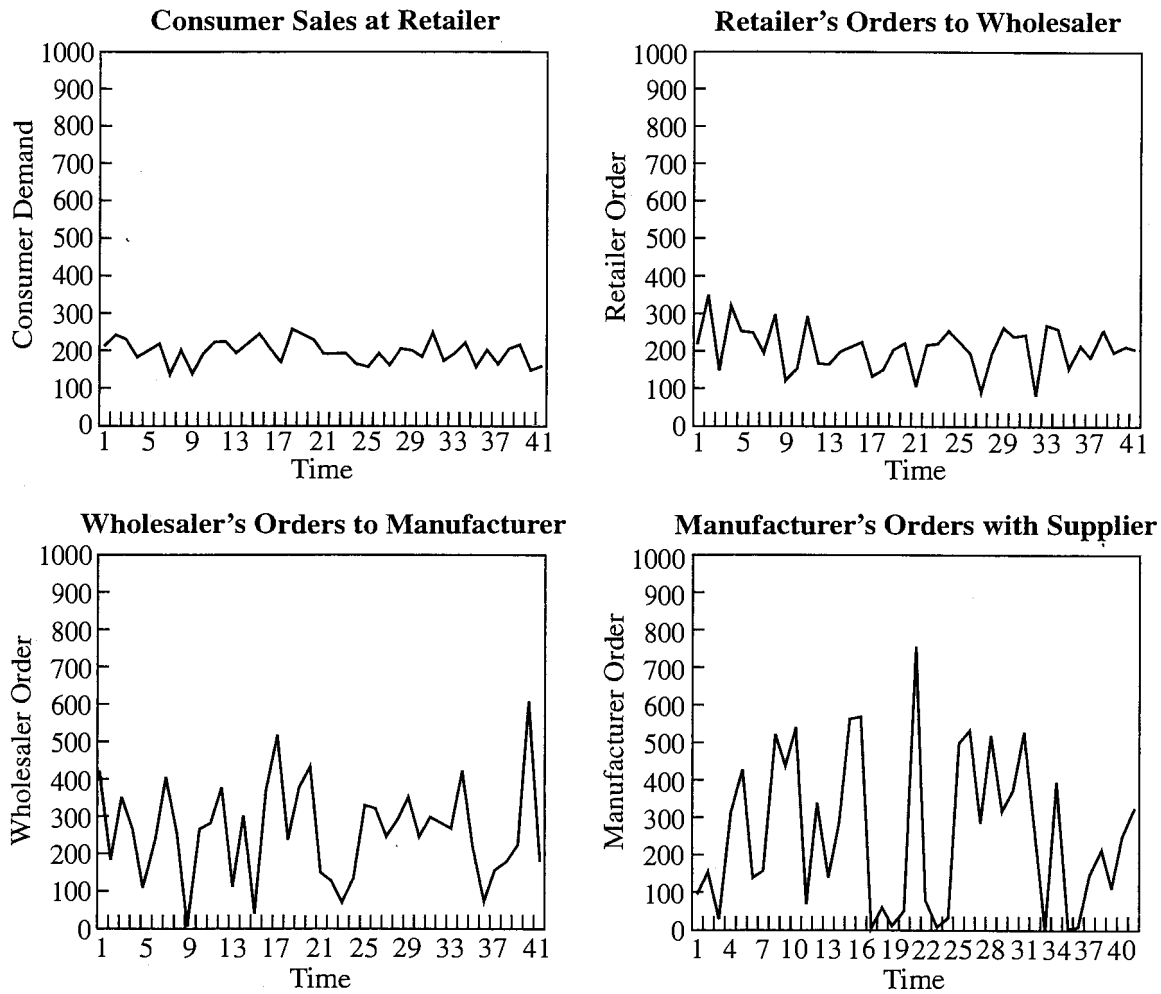 Consumer Sales at Retailer
1000
900
800
700
600
500
400
300
200
100
0
Consumer Demand
1 5 9 13 17 21 25 29 33 37 41
Time
Retailer's Orders to Wholesaler
1000
900
800
700
600
500
400
300
200
100
0
Retailer Order
1 5 9 13 17 21 25 29 33 37 41
Time
Wholesaler's Orders to Manufacturer
1000
900
800
700
600
500
400
300
200
100
0
Wholesaler Order
1 5 9 13 17 21 25 29 33 37 41
Time
Manufacturer's Orders with Supplier
1000
900
800
700
600
500
400
300
200
100
0
Manufacturer Order
1 4 7 10 13 16 19 22 25 28 31 34 37 40
Time